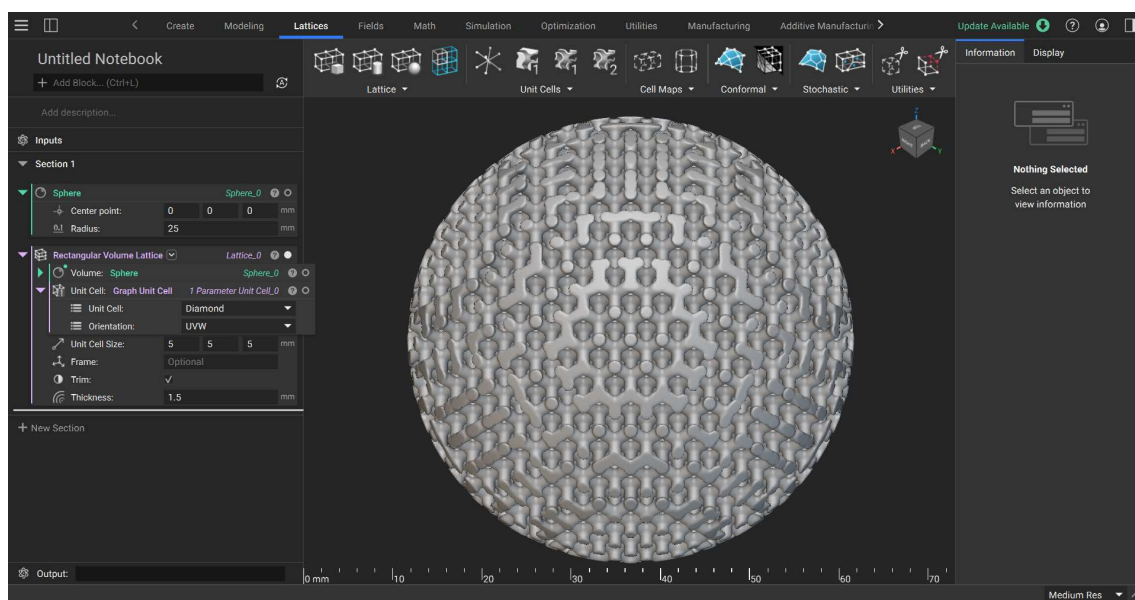 Create Modeling Lattices Fields Math Simulation Optimization Utilities Manufacturing Additive Manufacturin Update Available
Untitled Notebook
Add Block... (Ctrl+L)
Lattice Unit Cells Cell Maps Conformal Stochastic Utilities
Information Display
Add description...
Inputs
Section 1
Sphere Sphere_0
Center point: 0 0 0 mm
Radius: 25 mm
Rectangular Volume Lattice Lattice_0
Volume: Sphere Sphere_0
Unit Cell: Graph Unit Cell 1 Parameter Unit Cell_0
Unit Cell: Diamond
Orientation: UVW
Unit Cell Size: 5 5 5 mm
Frame: Optional
Trim: ✓
Thickness: 1.5 mm
+ New Section
Nothing Selected
Select an object to
view information
Z
X
Y
Output:
0 mm 10 20 30 40 50 60 70
Medium Res